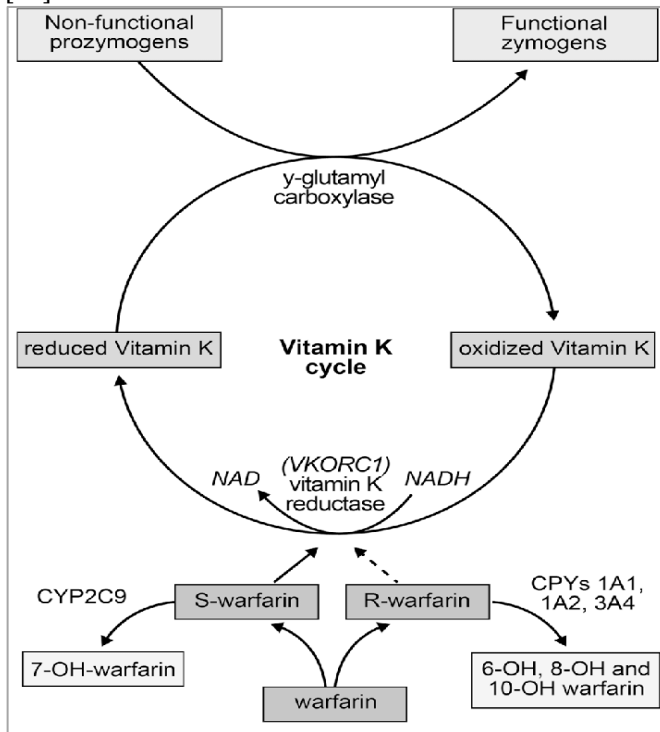 Non-functional
prozymogens
Functional
zymogens
y-glutamyl
carboxylase
reduced Vitamin K
Vitamin K
cycle
oxidized Vitamin K
NAD
(VKORC1)
vitamin K
reductase
NADH
CYP2C9
S-warfarin
R-warfarin
CPYs 1A1,
1A2, 3A4
7-OH-warfarin
warfarin
6-OH, 8-OH and
10-OH warfarin